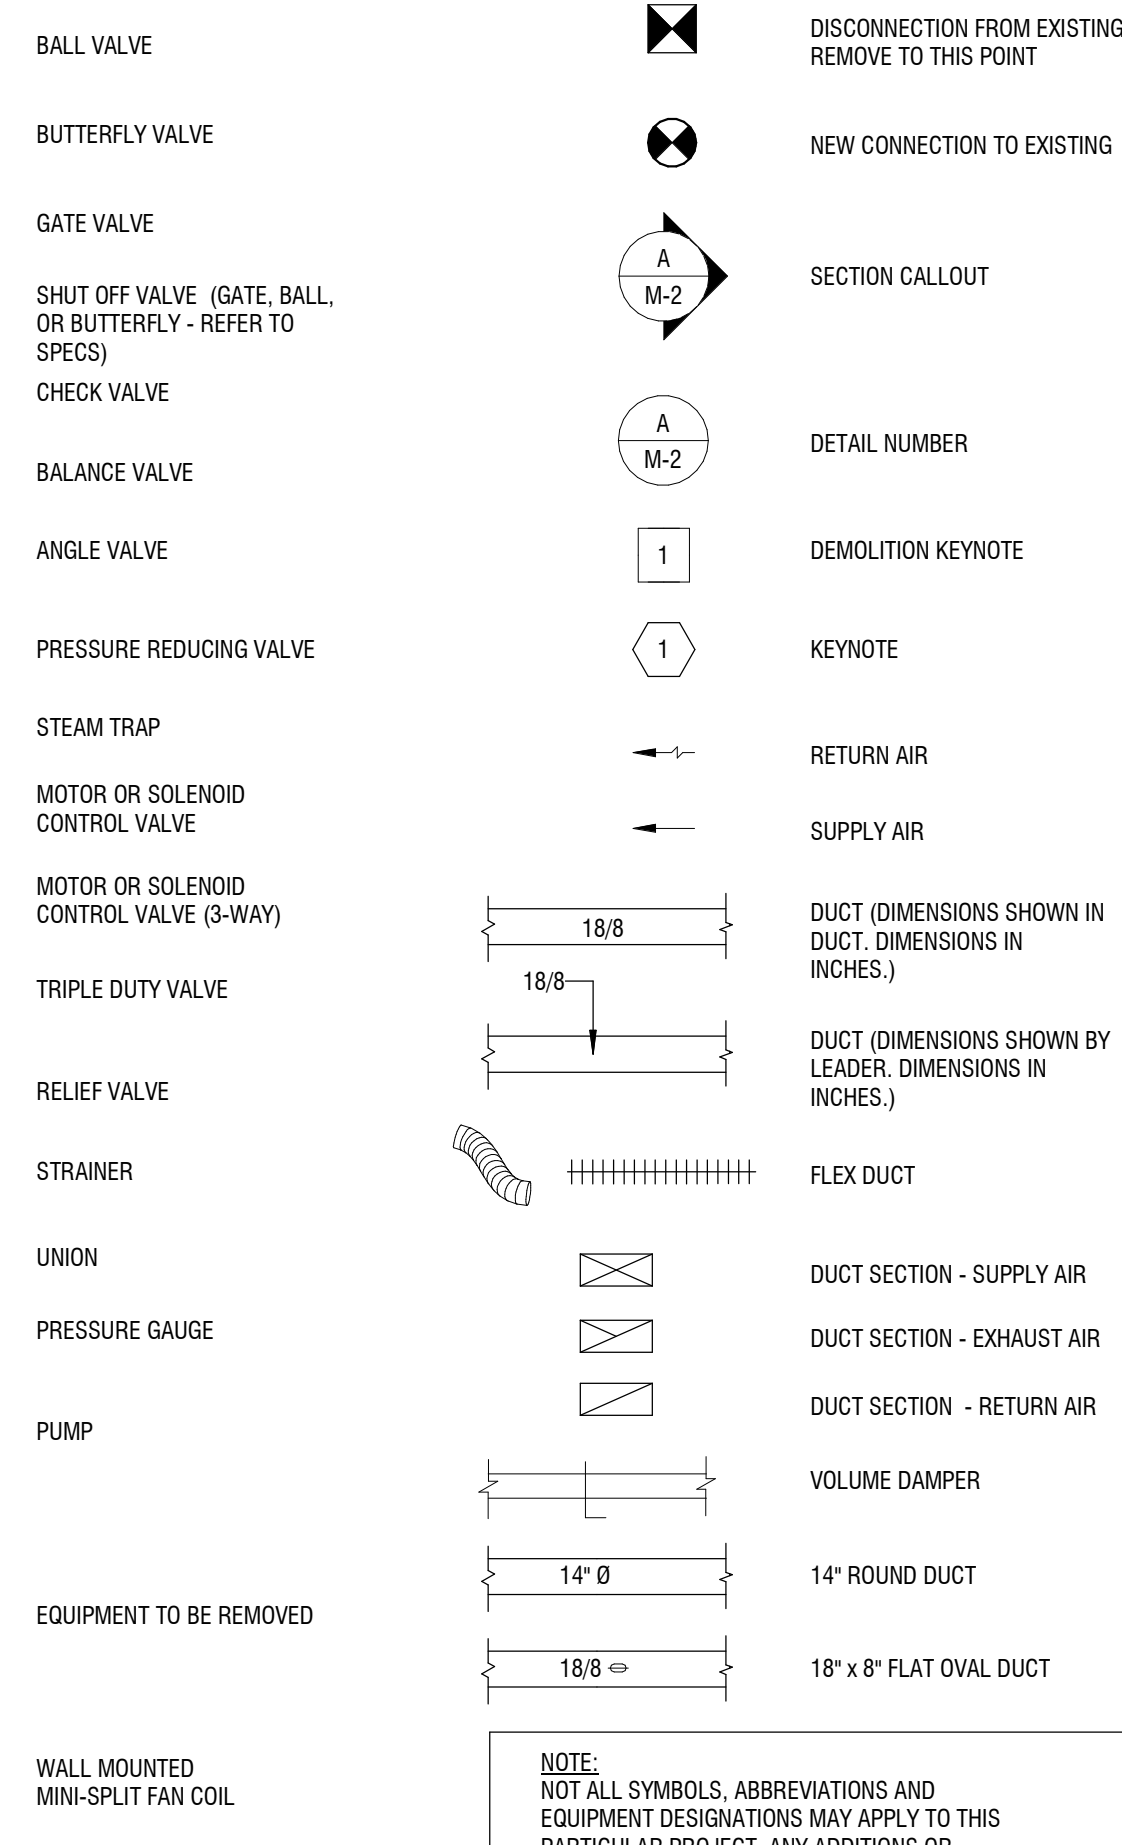 BALL VALVE
BUTTERFLY VALVE
GATE VALVE
SHUT OFF VALVE (GATE, BALL,
OR BUTTERFLY - REFER TO
SPECS)
CHECK VALVE
BALANCE VALVE
ANGLE VALVE
PRESSURE REDUCING VALVE
STEAM TRAP
MOTOR OR SOLENOID
CONTROL VALVE
MOTOR OR SOLENOID
CONTROL VALVE (3-WAY)
TRIPLE DUTY VALVE
RELIEF VALVE
STRAINER
UNION
PRESSURE GAUGE
PUMP
EQUIPMENT TO BE REMOVED
WALL MOUNTED
MINI-SPLIT FAN COIL
DISCONNECTION FROM EXISTING
REMOVE TO THIS POINT
NEW CONNECTION TO EXISTING
A
M-2
SECTION CALLOUT
A
M-2
DETAIL NUMBER
1
DEMOLITION KEYNOTE
1
KEYNOTE
RETURN AIR
SUPPLY AIR
18/8
DUCT (DIMENSIONS SHOWN IN
DUCT. DIMENSIONS IN
INCHES.)
18/8
DUCT (DIMENSIONS SHOWN BY
LEADER. DIMENSIONS IN
INCHES.)
FLEX DUCT
DUCT SECTION - SUPPLY AIR
DUCT SECTION - EXHAUST AIR
DUCT SECTION - RETURN AIR
VOLUME DAMPER
14" Ø
14" ROUND DUCT
18/8
18" x 8" FLAT OVAL DUCT
NOTE:
NOT ALL SYMBOLS, ABBREVIATIONS AND
EQUIPMENT DESIGNATIONS MAY APPLY TO THIS
PARTICULAR PROJECT. ANY ADDITIONS OR